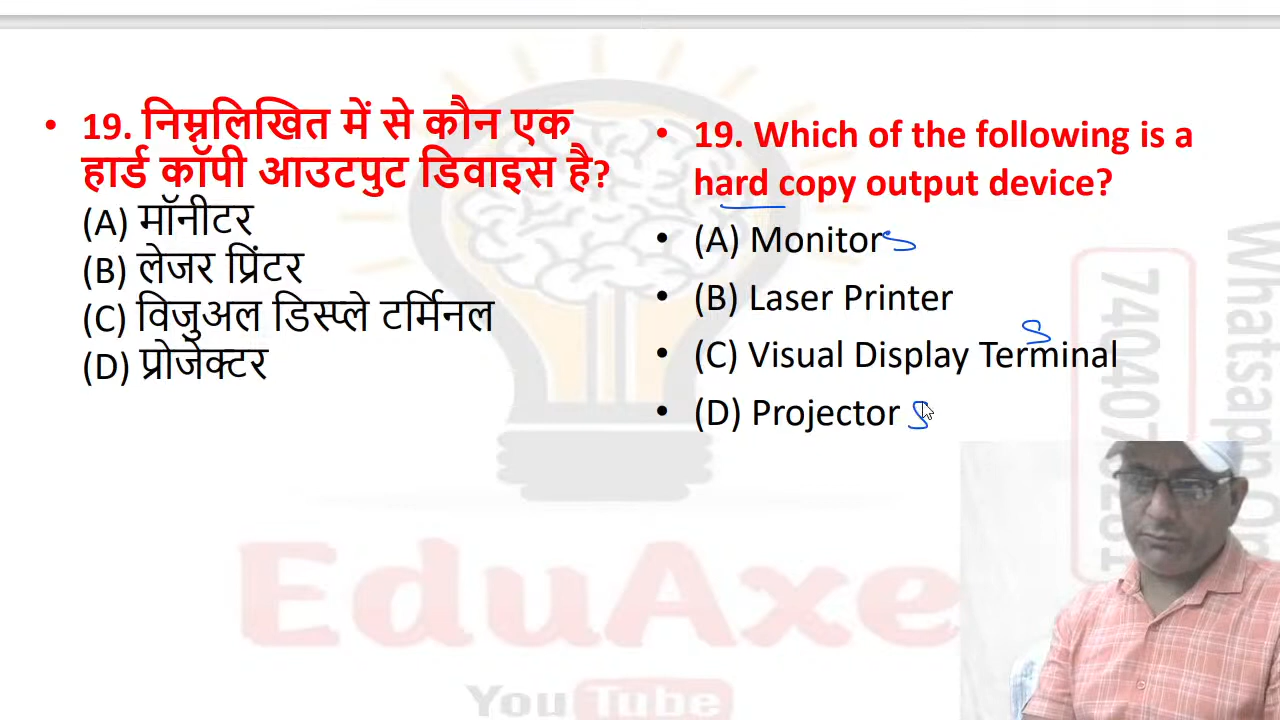 • 19. निम्नलिखित में से कौन एक
हार्ड कॉपी आउटपुट डिवाइस है?
(A) मॉनीटर
(B) लेजर प्रिंटर
(C) विजुअल डिस्प्ले टर्मिनल
(D) प्रोजेक्टर
• 19. Which of the following is a
hard copy output device?
• (A) Monitor S
• (B) Laser Printer
S
• (C) Visual Display Terminal
• (D) Projector S
EduAxe
YouTube